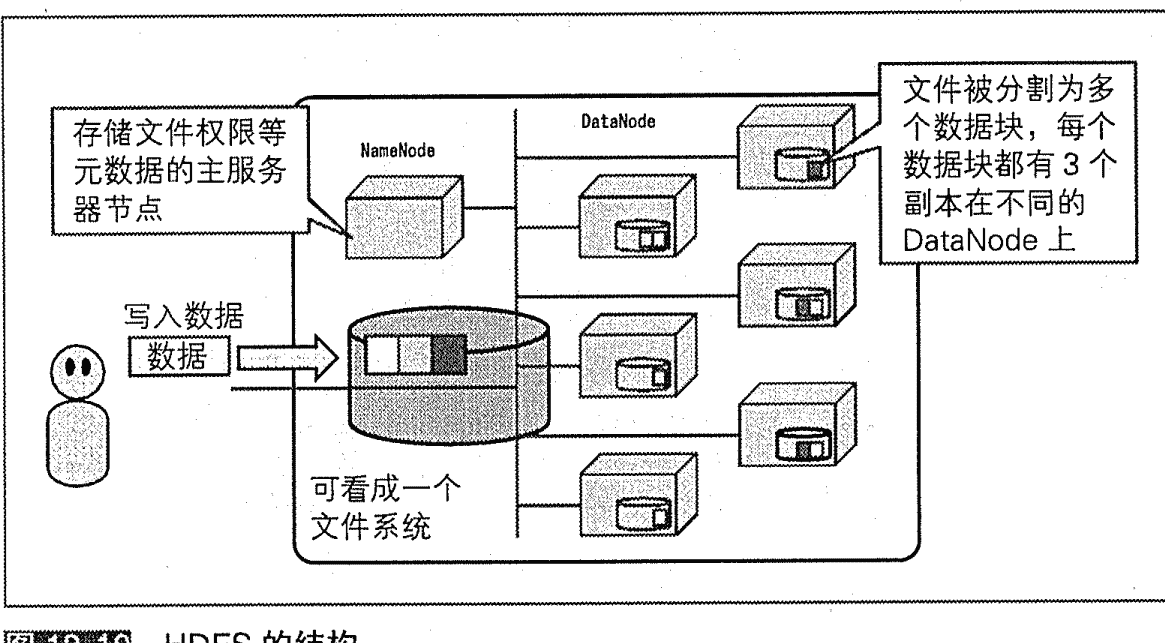 存储文件权限等
元数据的主服务
器节点
NameNode
DataNode
文件被分割为多
个数据块，每个
数据块都有 3 个
副本在不同的
DataNode 上
写入数据
数据
可看成一个
文件系统
HDFS 的结构